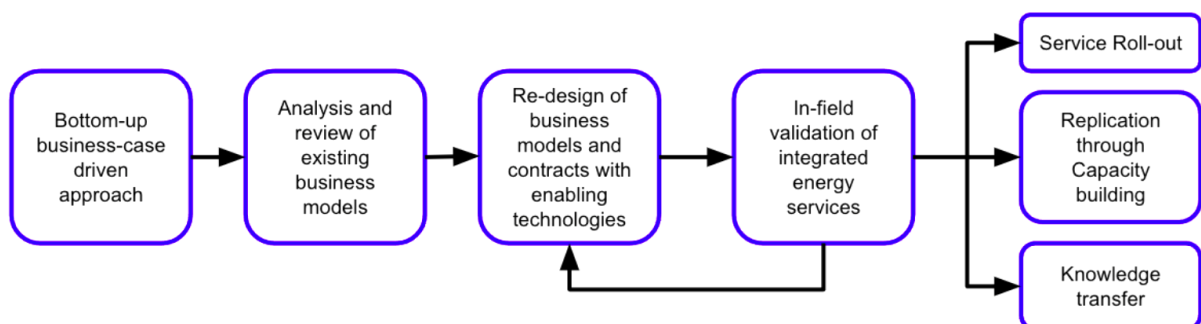 Bottom-up
business-case
driven
approach
Analysis and
review of
existing
business
models
Re-design of
business
models and
contracts with
enabling
technologies
In-field
validation of
integrated
energy
services
Service Roll-out
Replication
through
Capacity
building
Knowledge
transfer